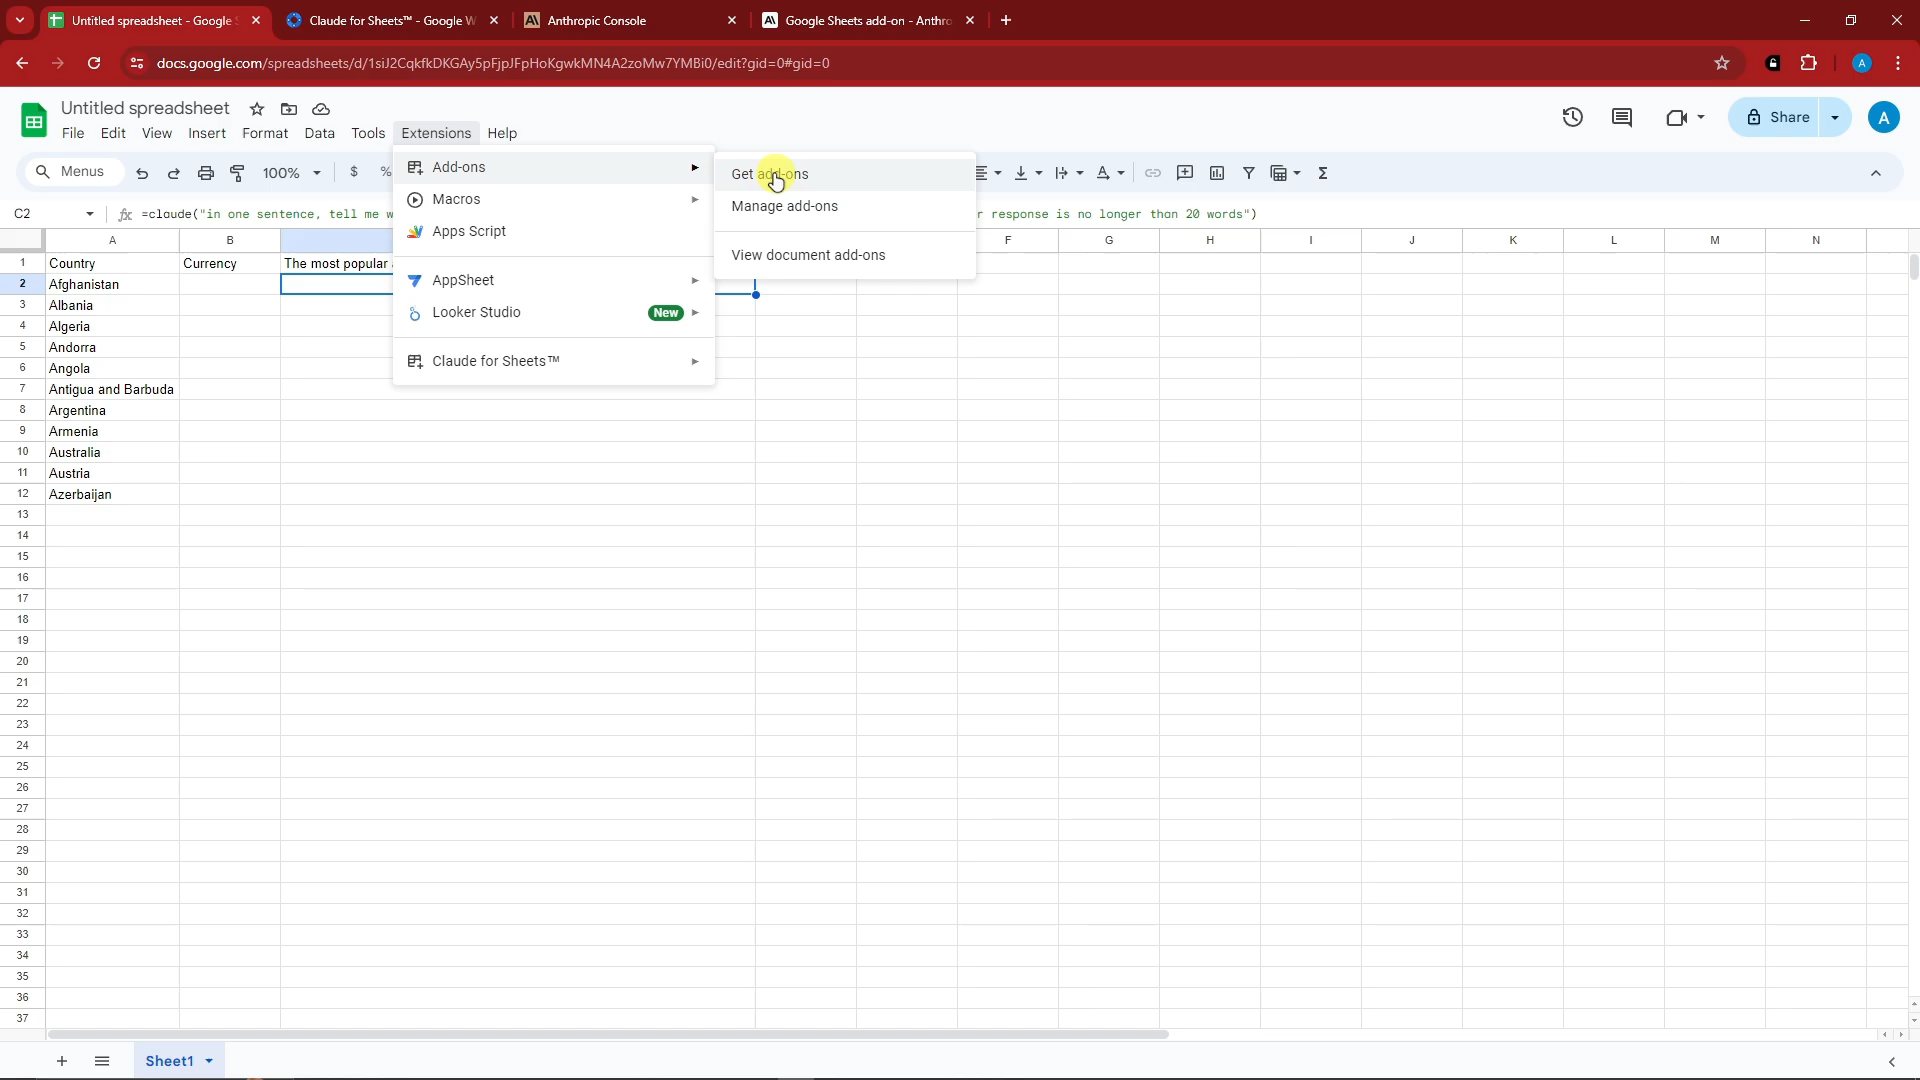 Untitled spreadsheet - Google S
Claude for Sheets™ - Google W
Anthropic Console
Google Sheets add-on - Anthro
docs.google.com/spreadsheets/d/1siJ2CqkfkDKGAy5pFjpJFpHoKgwkMN4A2zoMw7YMBi0/edit?gid=0#gid=0
A
Untitled spreadsheet
File Edit View Insert Format Data Tools Extensions Help
Share
A
Menus
100%
$ %
Add-ons
Macros
Apps Script
AppSheet
Looker Studio New
Claude for Sheets™
Get add-ons
Manage add-ons
View document add-ons
C2
=claude("in one sentence, tell me w
r response is no longer than 20 words")
A B F G H I J K L M N
1 Country Currency The most popular
2 Afghanistan
3 Albania
4 Algeria
5 Andorra
6 Angola
7 Antigua and Barbuda
8 Argentina
9 Armenia
10 Australia
11 Austria
12 Azerbaijan
13
14
15
16
17
18
19
20
21
22
23
24
25
26
27
28
29
30
31
32
33
34
35
36
37
Sheet1